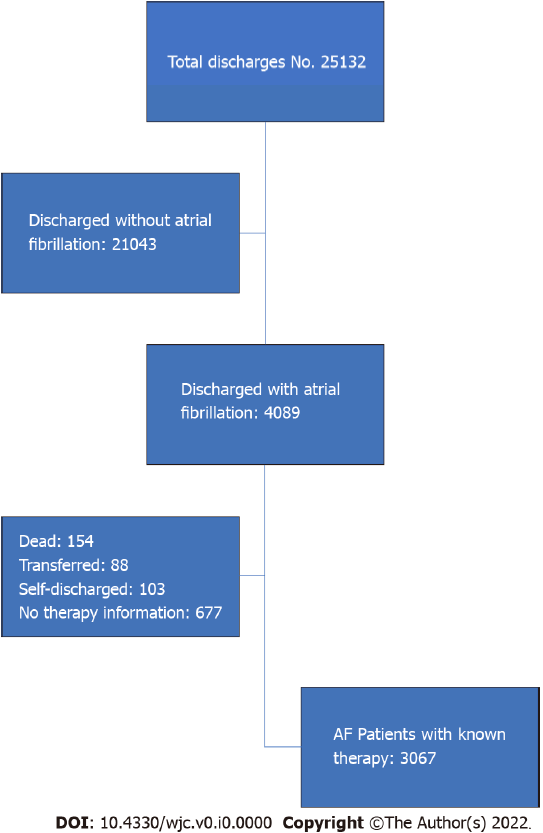 Total discharges No. 25132
Discharged without atrial
fibrillation: 21043
Discharged with atrial
fibrillation: 4089
Dead: 154
Transferred: 88
Self-discharged: 103
No therapy information: 677
AF Patients with known
therapy: 3067
DOI: 10.4330/wjc.v0.i0.0000 Copyright ©The Author(s) 2022.